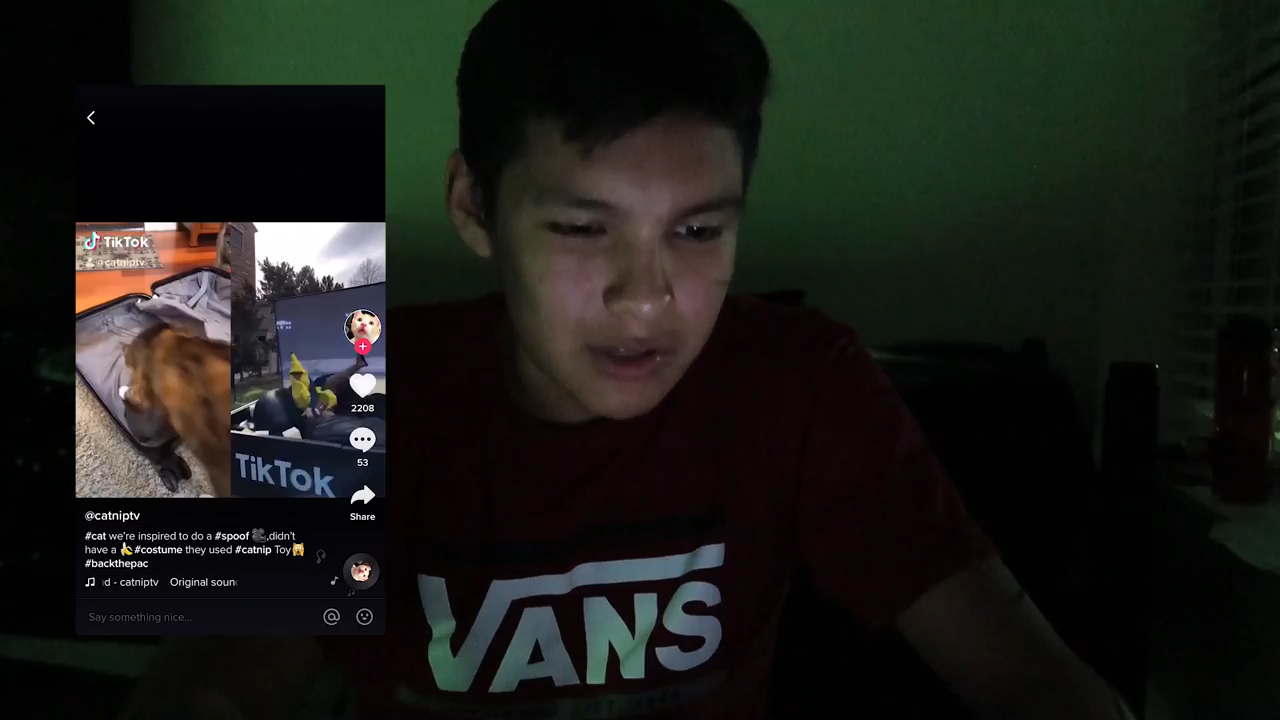 TikTok
@catniptv
2208
53
TikTok
Share
@catniptv
#cat we're inspired to do a #spoof 🎥,didn't
have a 🍌#costume they used #catnip Toy🙀
#backthepac
d - catniptv Original soun
Say something nice...
VANS